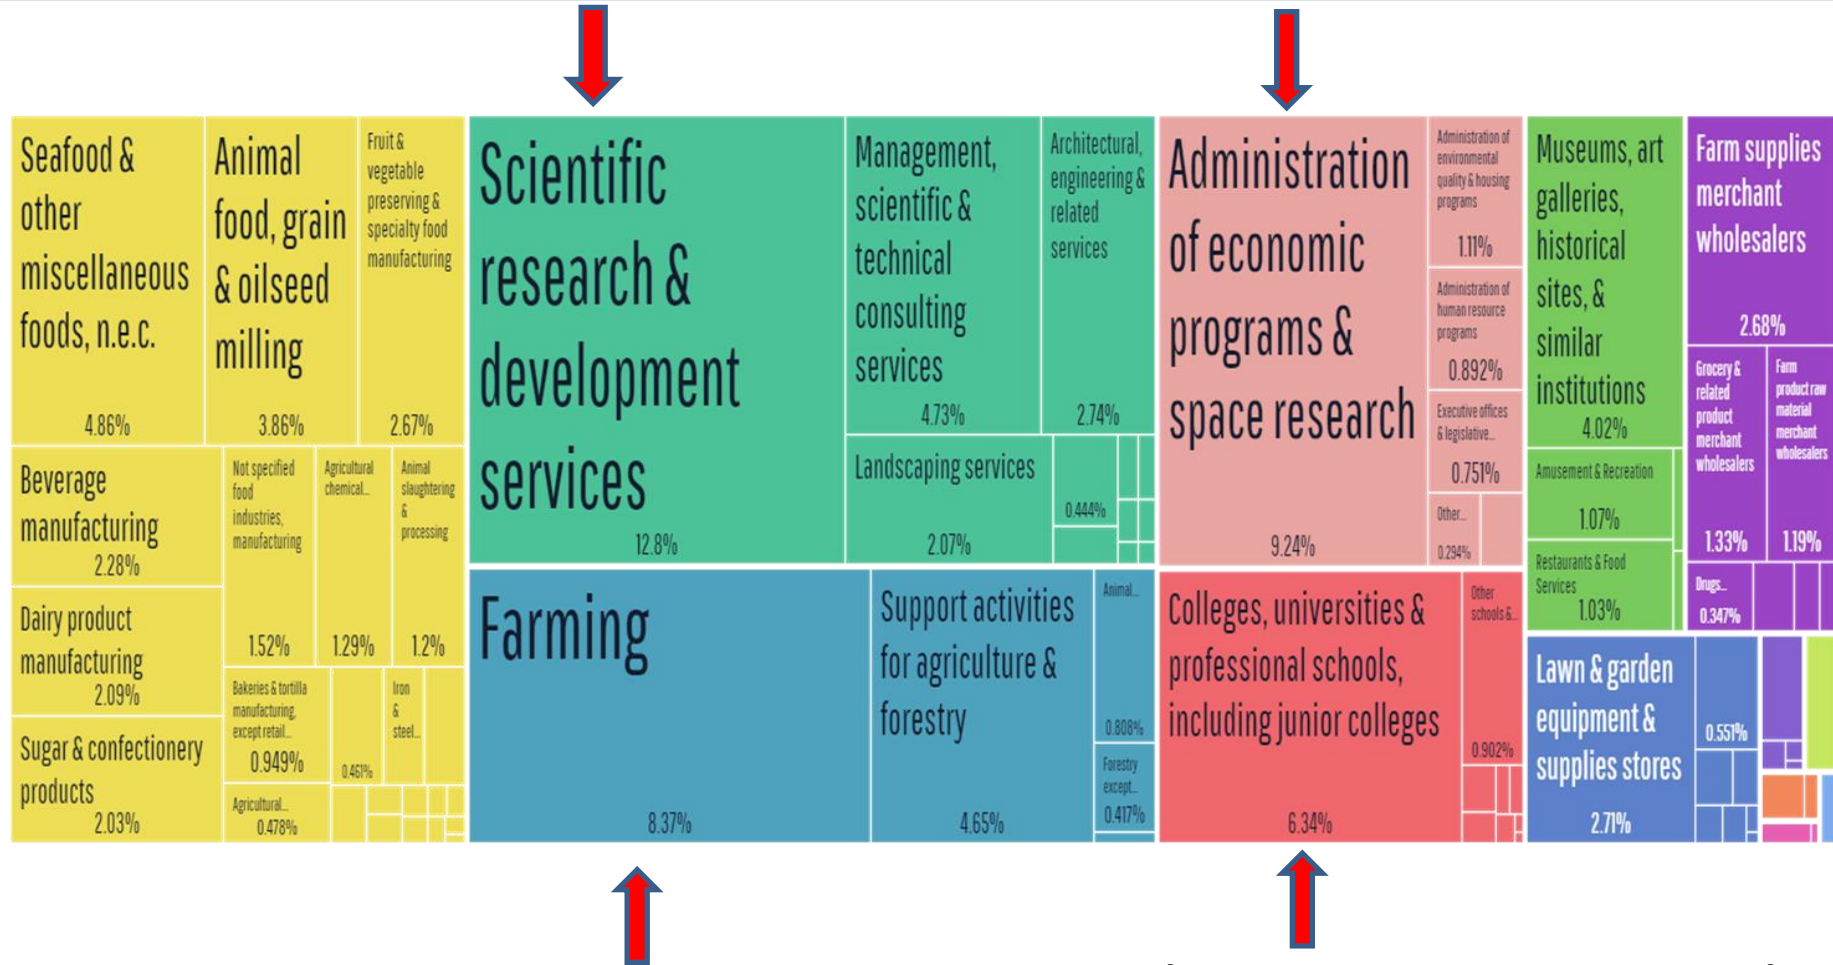 Seafood &
other
miscellaneous
foods, n.e.c.
4.86%
Animal
food, grain
& oilseed
milling
3.86%
Fruit &
vegetable
preserving &
specialty food
manufacturing
2.67%
Beverage
manufacturing
2.28%
Dairy product
manufacturing
2.09%
Sugar & confectionery
products
2.03%
Not specified
food
industries,
manufacturing
1.52%
Agricultural
chemical...
1.29%
Animal
slaughtering
&
processing
1.2%
Bakeries & tortilla
manufacturing,
except retail...
0.949%
0.461%
Iron
&
steel...
Agricultural...
0.478%
Scientific
research &
development
services
12.8%
Management,
scientific &
technical
consulting
services
4.73%
Architectural,
engineering &
related
services
2.74%
Landscaping services
2.07%
0.444%
Farming
8.37%
Support activities
for agriculture &
forestry
4.65%
Animal...
0.808%
Forestry
except...
0.417%
Administration
of economic
programs &
space research
9.24%
Administration of
environmental
quality & housing
programs
1.11%
Administration of
human resource
programs
0.892%
Executive offices
& legislative...
0.751%
Other...
0.294%
Colleges, universities &
professional schools,
including junior colleges
6.34%
Other
schools &...
0.902%
Museums, art
galleries,
historical
sites, &
similar
institutions
4.02%
Amusement & Recreation
1.07%
Restaurants & Food
Services
1.03%
Farm supplies
merchant
wholesalers
2.68%
Grocery &
related
product
merchant
wholesalers
1.33%
Farm
product raw
material
merchant
wholesalers
1.19%
Drugs...
0.347%
Lawn & garden
equipment &
supplies stores
2.71%
0.551%